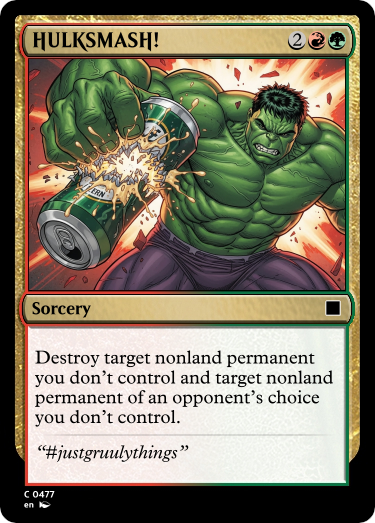 HULKSMASH! 2
Sorcery
Destroy target nonland permanent
you don't control and target nonland
permanent of an opponent's choice
you don't control.
"#justgruulythings"
C 0477
en